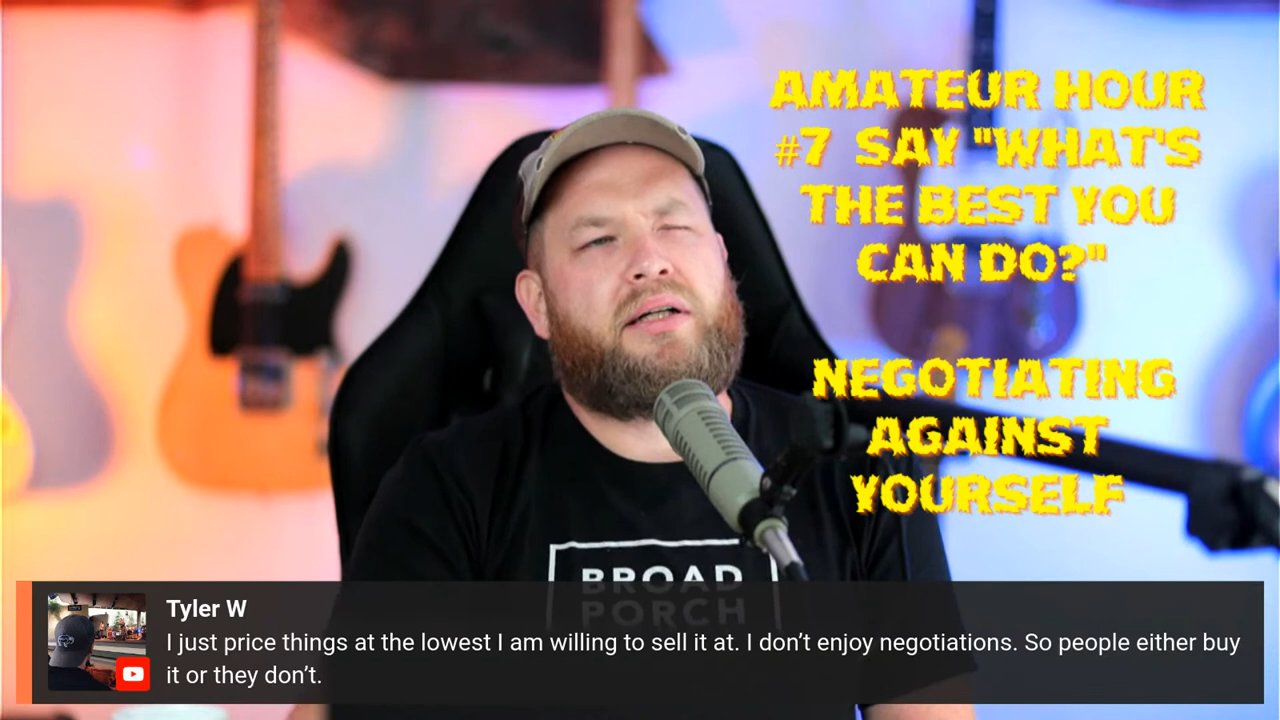 AMATEUR HOUR
#7 SAY "WHAT'S
THE BEST YOU
CAN DO?"
NEGOTIATING
AGAINST
YOURSELF
BROAD
PORCH
Tyler W
I just price things at the lowest I am willing to sell it at. I don’t enjoy negotiations. So people either buy
it or they don’t.